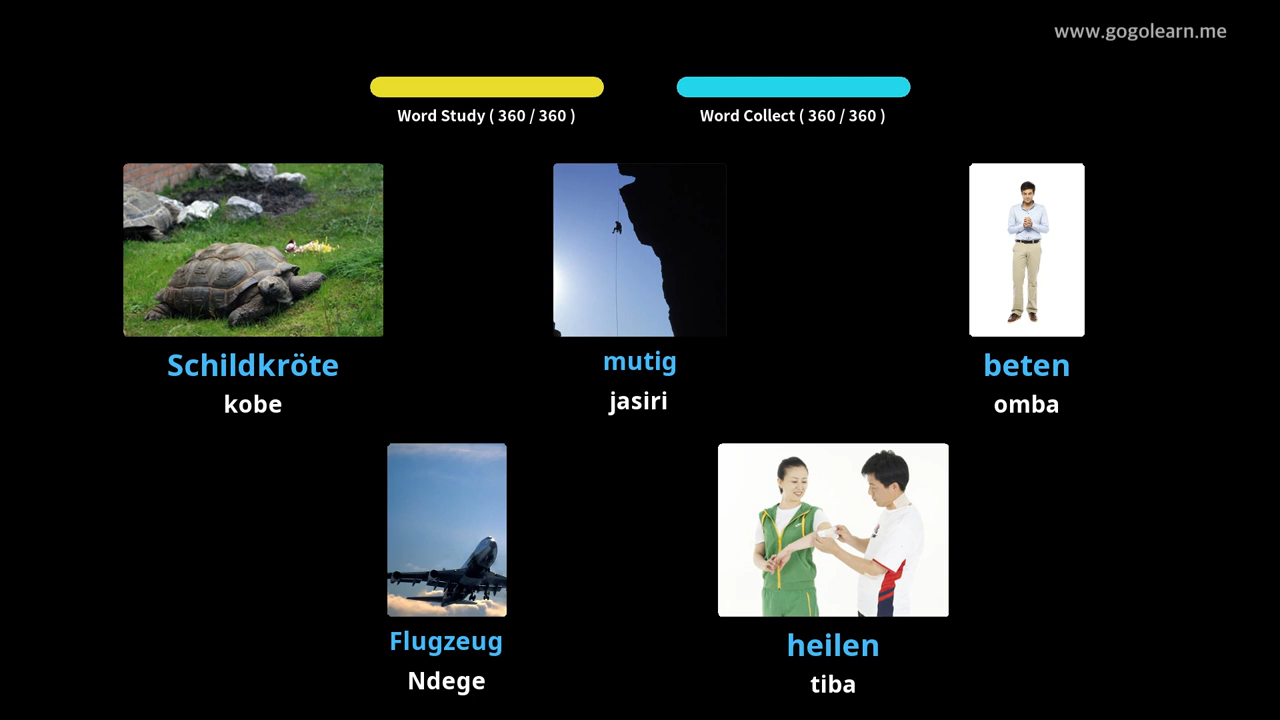 www.gogolearn.me
Word Study ( 360 / 360 )
Word Collect ( 360 / 360 )
Schildkröte
kobe
mutig
jasiri
beten
omba
Flugzeug
Ndege
heilen
tiba